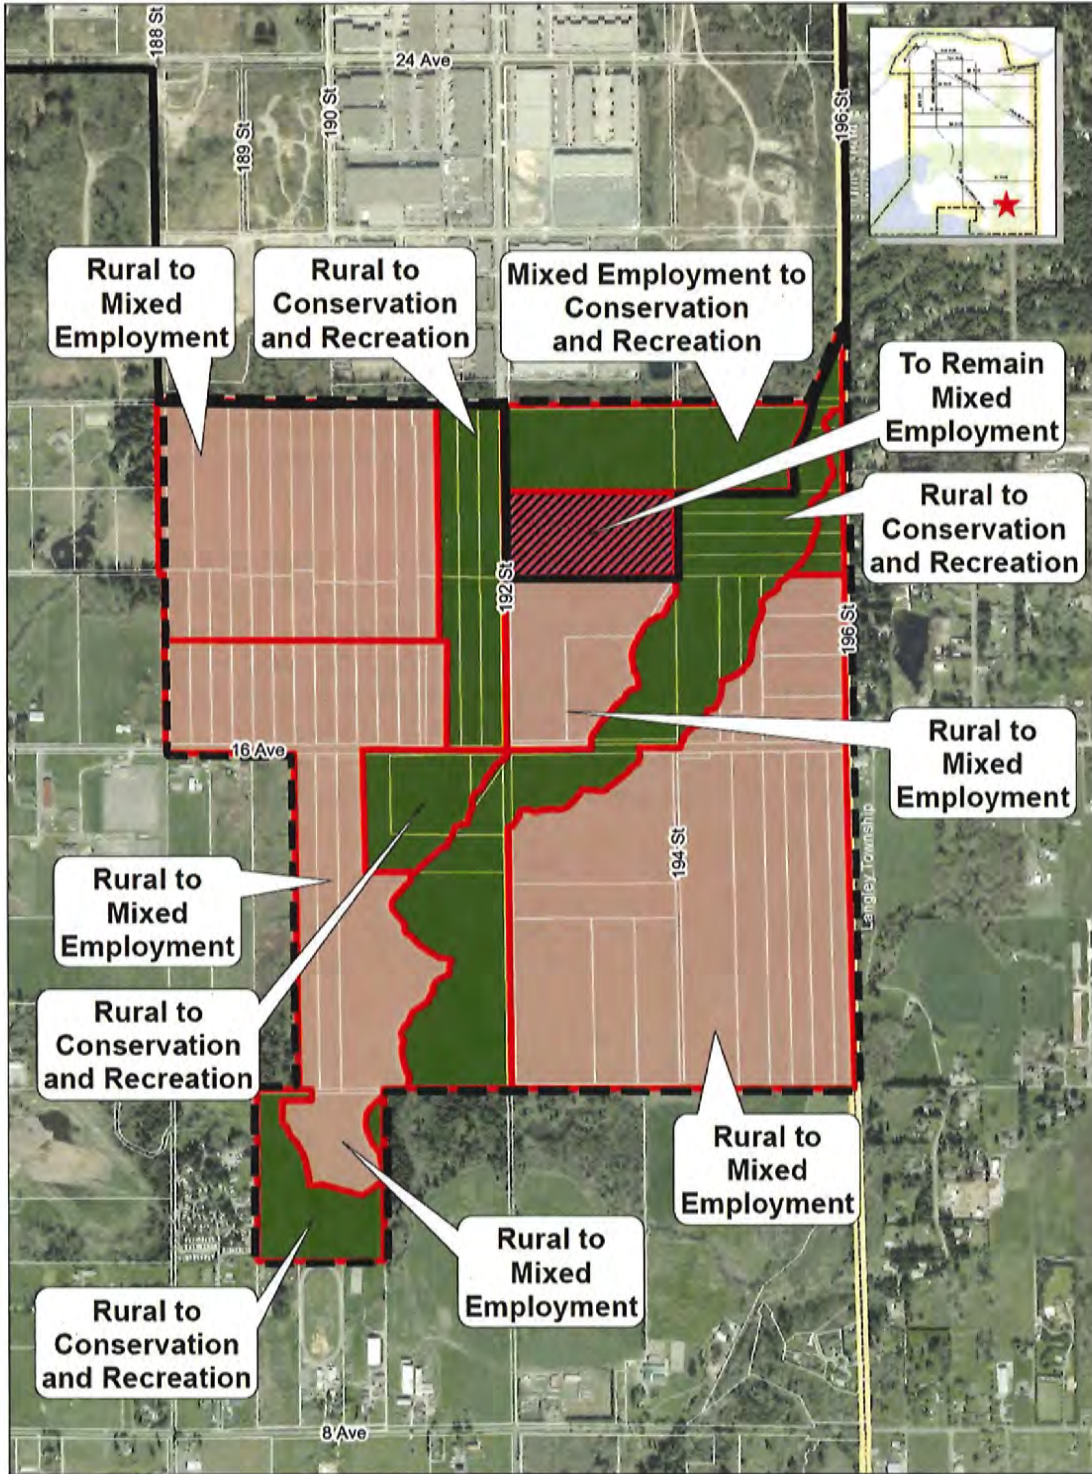 188 St
24 Ave
190 St
189 St
196 St
Rural to
Mixed
Employment
Rural to
Conservation
and Recreation
Mixed Employment to
Conservation
and Recreation
To Remain
Mixed
Employment
Rural to
Conservation
and Recreation
192 St
196 St
16 Ave
Rural to
Mixed
Employment
194 St
Langley Township
Rural to
Mixed
Employment
Rural to
Conservation
and Recreation
Rural to
Mixed
Employment
Rural to
Mixed
Employment
Rural to
Conservation
and Recreation
8 Ave